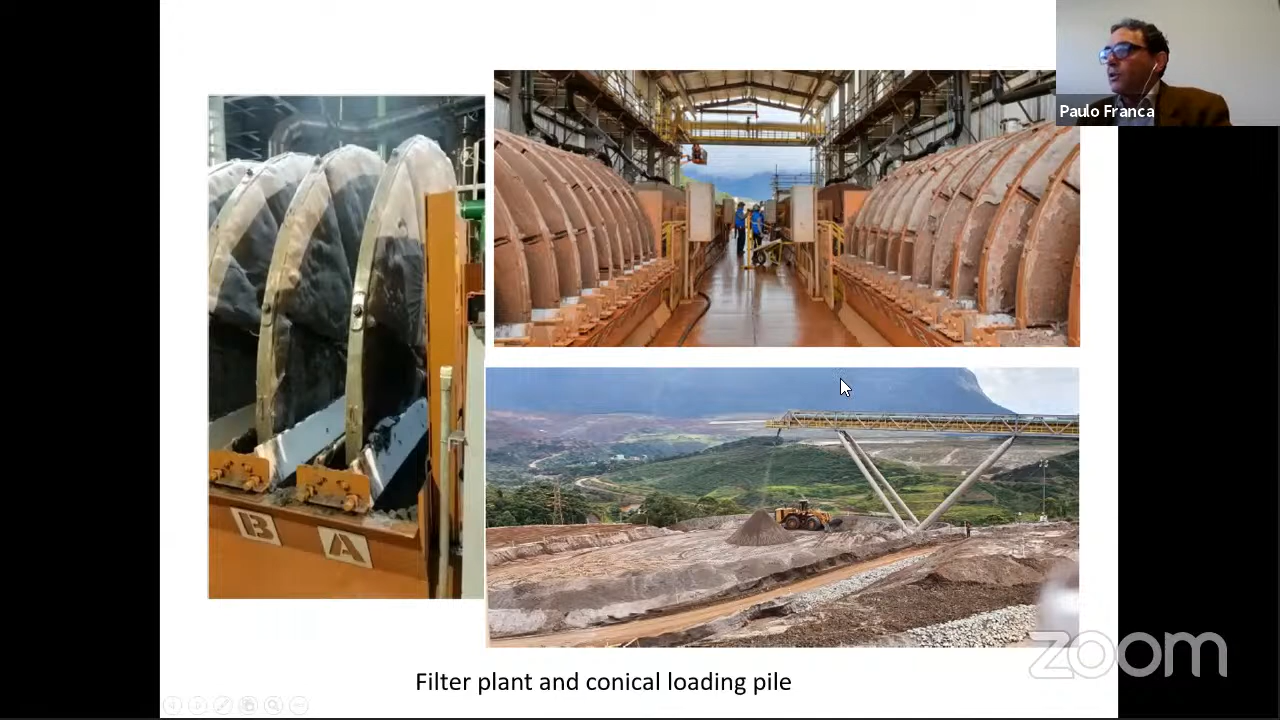 Paulo Franca
B
A
zoom
Filter plant and conical loading pile